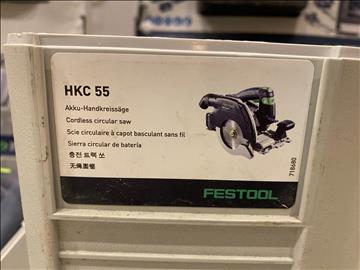 HKC 55
Akku-Handkreissäge
Cordless circular saw
Scie circulaire à capot basculant sans fil
Sierra circular de batería
충전 트랙 쏘
无绳圆锯
FESTOOL
718680